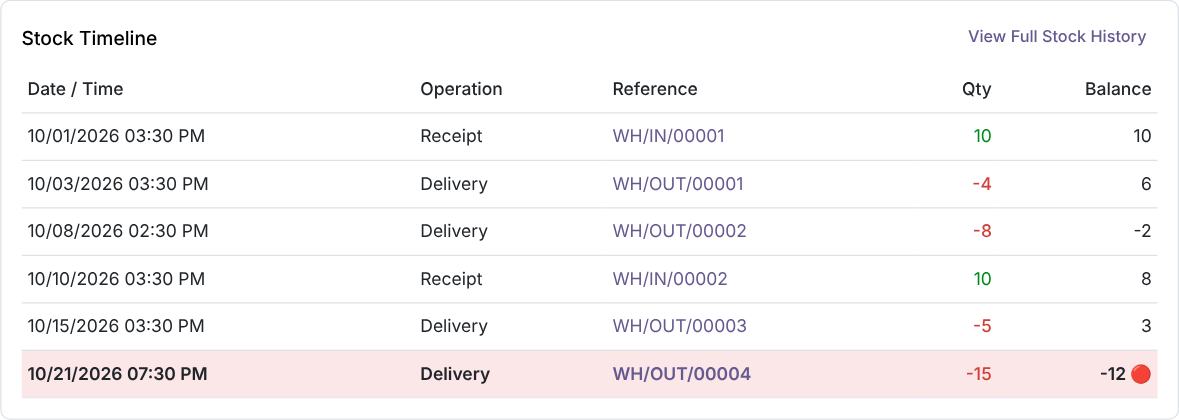 Stock Timeline View Full Stock History
Date / Time Operation Reference Qty Balance
10/01/2026 03:30 PM Receipt WH/IN/00001 10 10
10/03/2026 03:30 PM Delivery WH/OUT/00001 -4 6
10/08/2026 02:30 PM Delivery WH/OUT/00002 -8 -2
10/10/2026 03:30 PM Receipt WH/IN/00002 10 8
10/15/2026 03:30 PM Delivery WH/OUT/00003 -5 3
10/21/2026 07:30 PM Delivery WH/OUT/00004 -15 -12